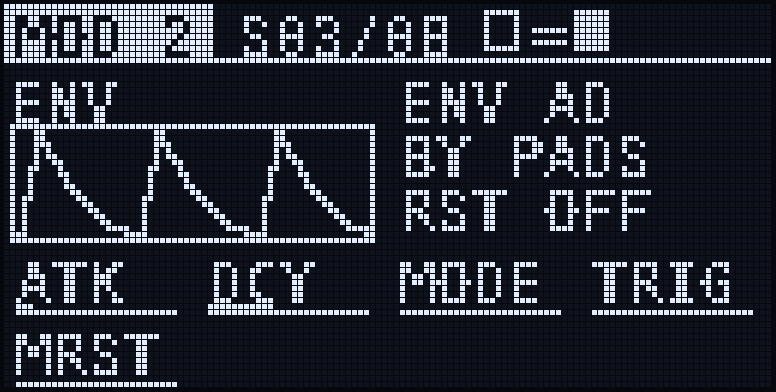 MOD 2 S03/08 □=■
ENV
ENV AD
BY PADS
RST OFF
ATK DCY MODE TRIG
MRST